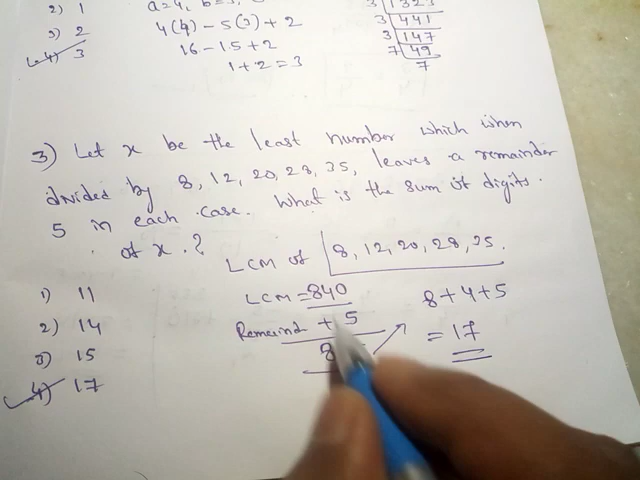 2) 1
3) 2
4) 3
4(4)-5(3)+2
16-15+2
1+2=3
3 441
3 147
7 49
7
3) Let x be the least number which when
divided by 8, 12, 20, 28, 35, leaves a remainder
5 in each case. What is the sum of digits.
of x.?
LCM of 8, 12, 20, 28, 35.
1) 11
2) 14
3) 15
4) 17
LCM = 840
Remaind + 5
8
8+4+5
= 17